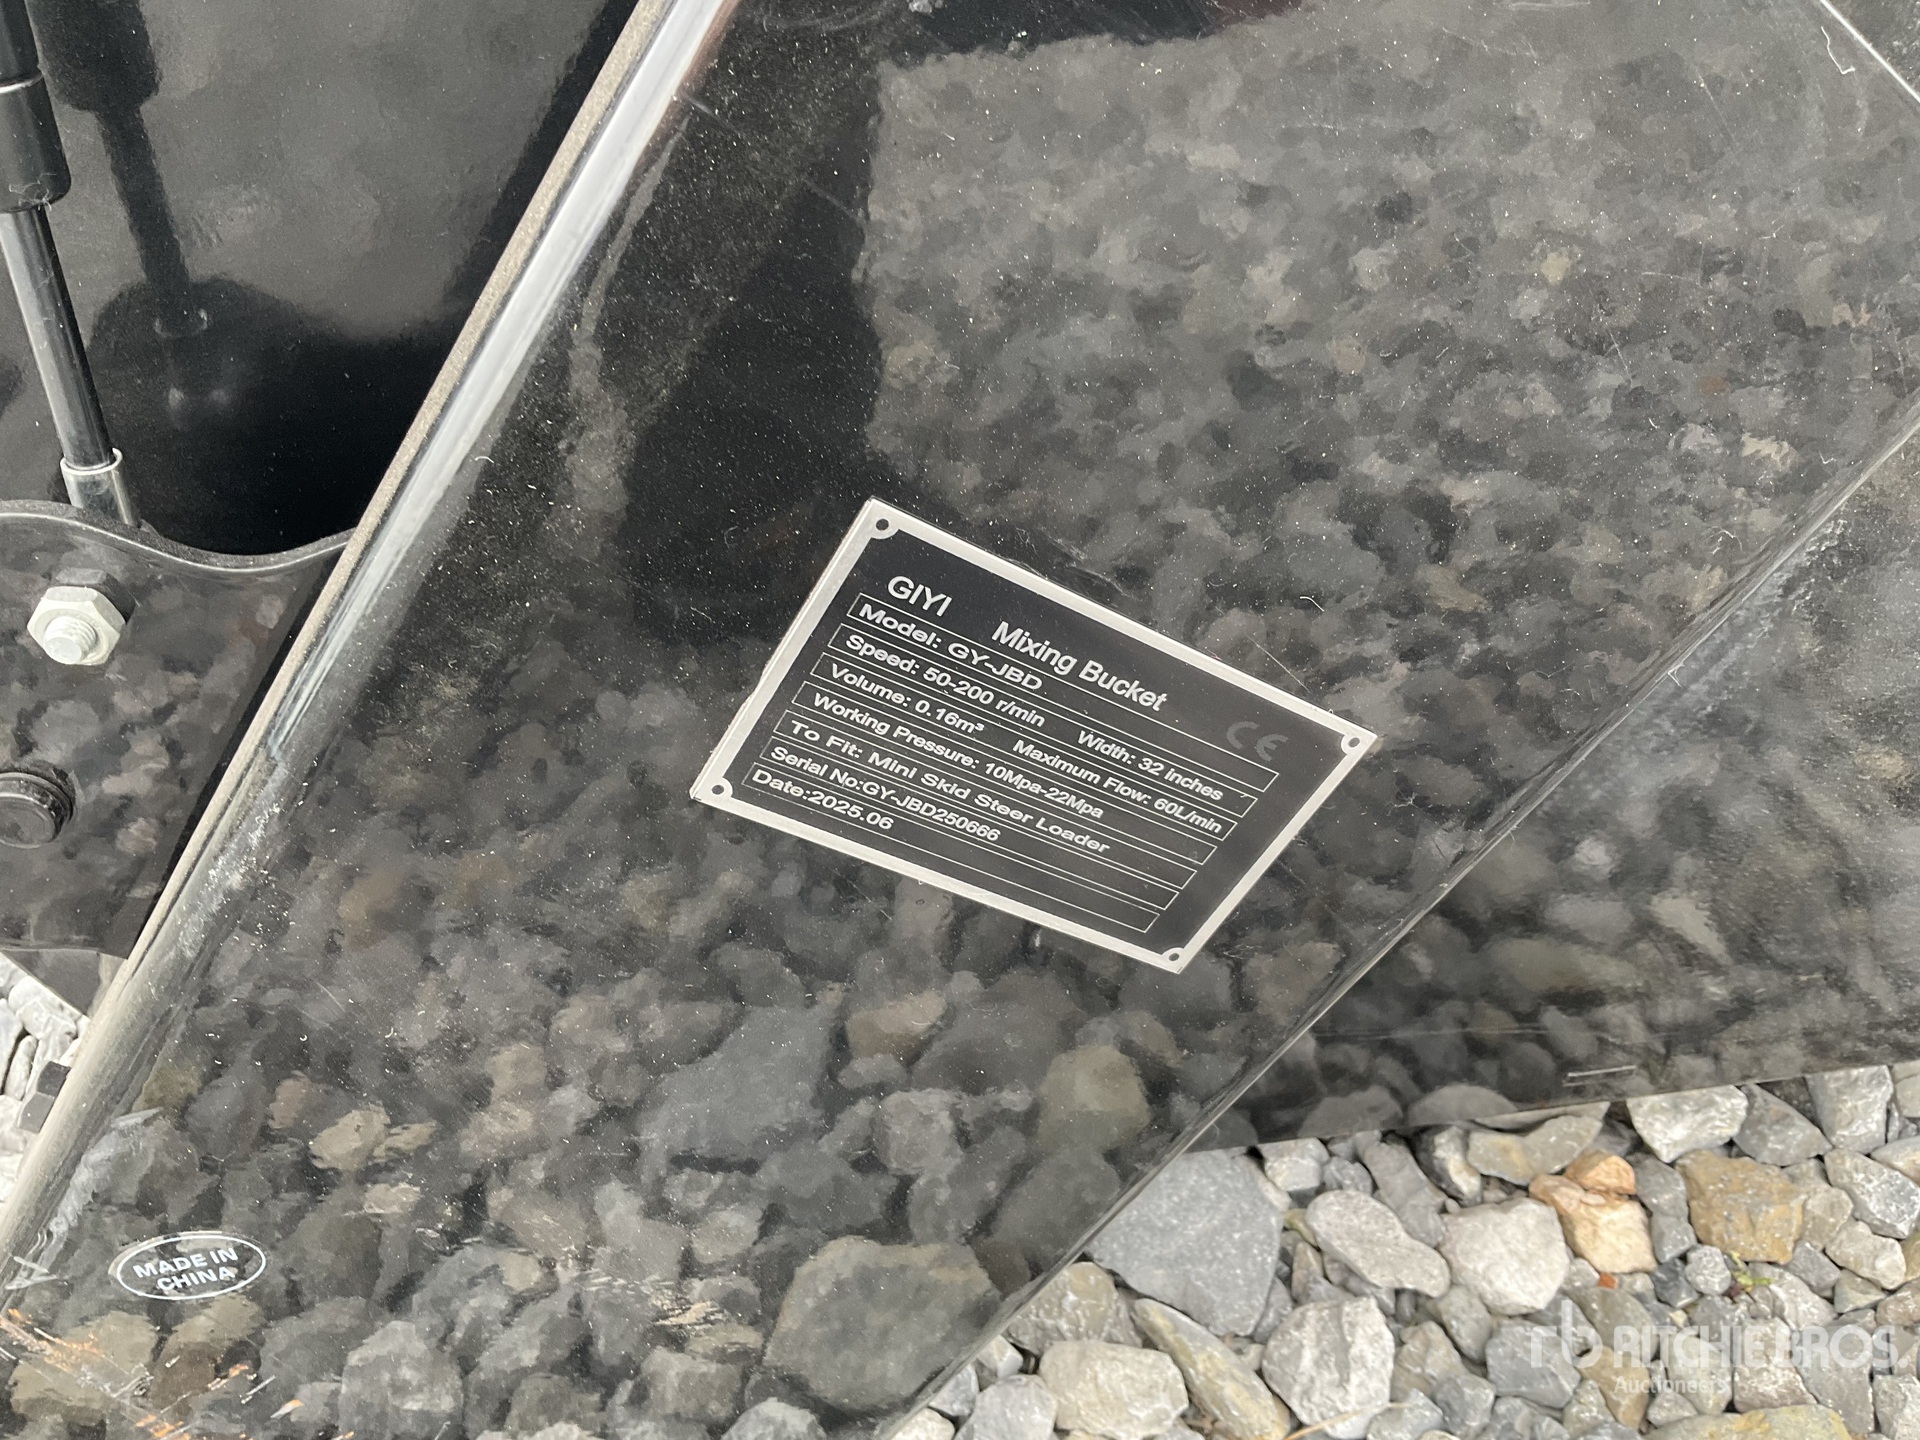 GIYI
Mixing Bucket
CE
Model: GY-JBD
Speed: 50-200 r/min Width: 32 inches
Volume: 0.16m³ Maximum Flow: 60L/min
Working Pressure: 10Mpa-22Mpa
To Fit: Mini Skid Steer Loader
Serial No:GY-JBD250666
Date:2025.06
MADE IN
CHINA
rb RITCHIE BROS
Auctioneers